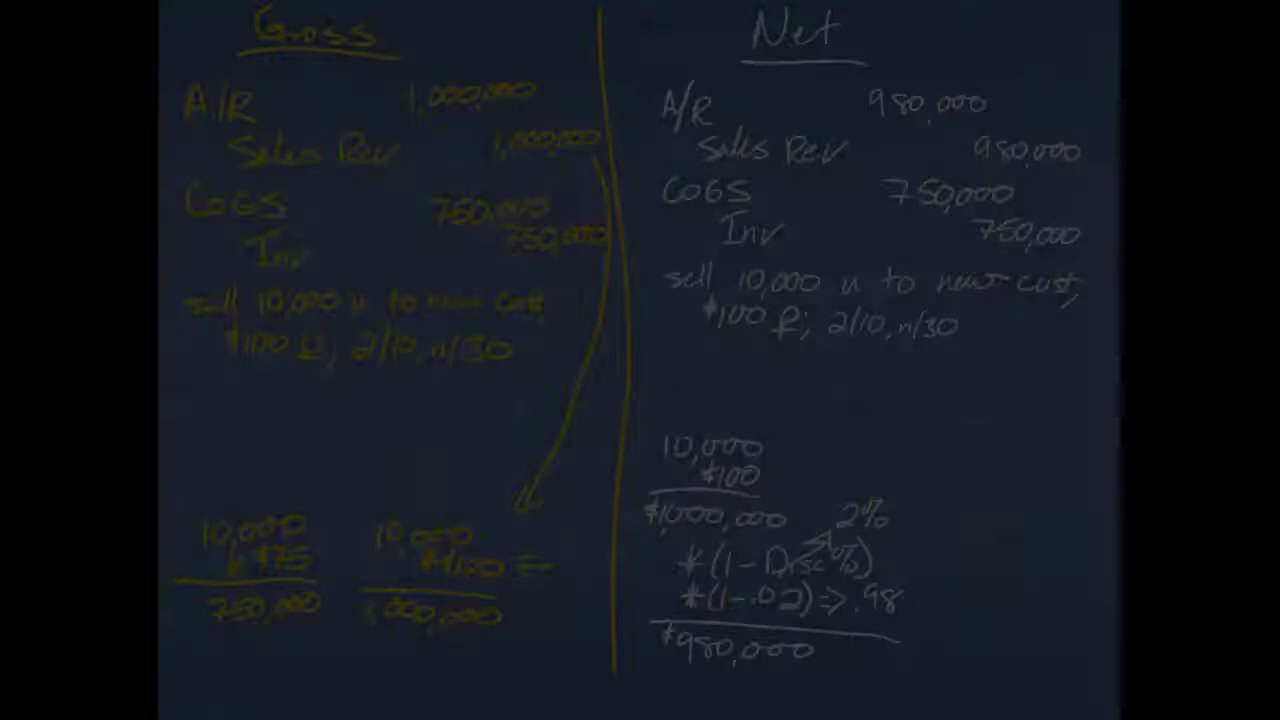 Gross
A/R 1,000,000
Sales Rev 1,000,000
COGS 750,000
750,000
Inv
sell 10,000 u to new cust,
$100 P; 2/10, n/30
10,000
* $75
750,000
10,000
* $100 =
1,000,000
Net
A/R 980,000
Sales Rev 980,000
COGS 750,000
Inv 750,000
sell 10,000 u to new cust,
$100 P; 2/10, n/30
10,000
*$100
$1,000,000 2%
* (1 - Disc %)
* (1 - .02) => .98
$980,000